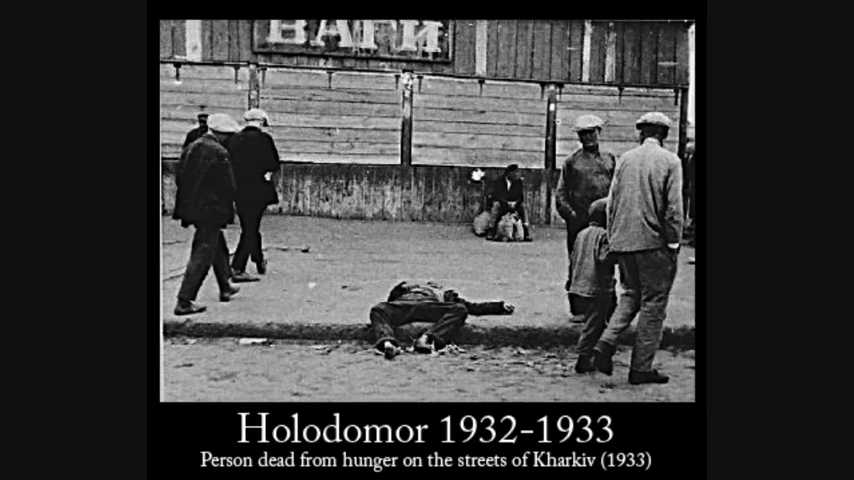 ВАГИ
Holodomor 1932-1933
Person dead from hunger on the streets of Kharkiv (1933)